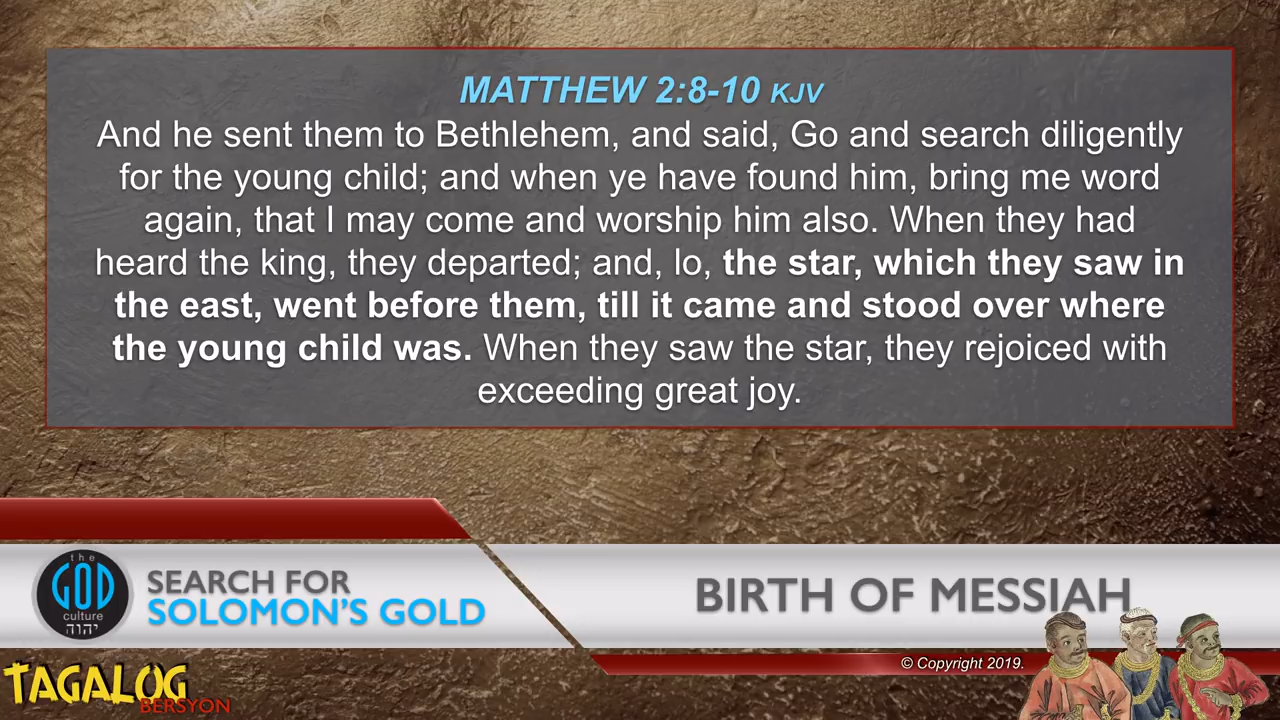 MATTHEW 2:8-10 KJV
And he sent them to Bethlehem, and said, Go and search diligently
for the young child; and when ye have found him, bring me word
again, that I may come and worship him also. When they had
heard the king, they departed; and, lo, the star, which they saw in
the east, went before them, till it came and stood over where
the young child was. When they saw the star, they rejoiced with
exceeding great joy.
the
GOD
culture
יהוה
SEARCH FOR
SOLOMON'S GOLD
BIRTH OF MESSIAH
© Copyright 2019.
TAGALOG
BERSYON